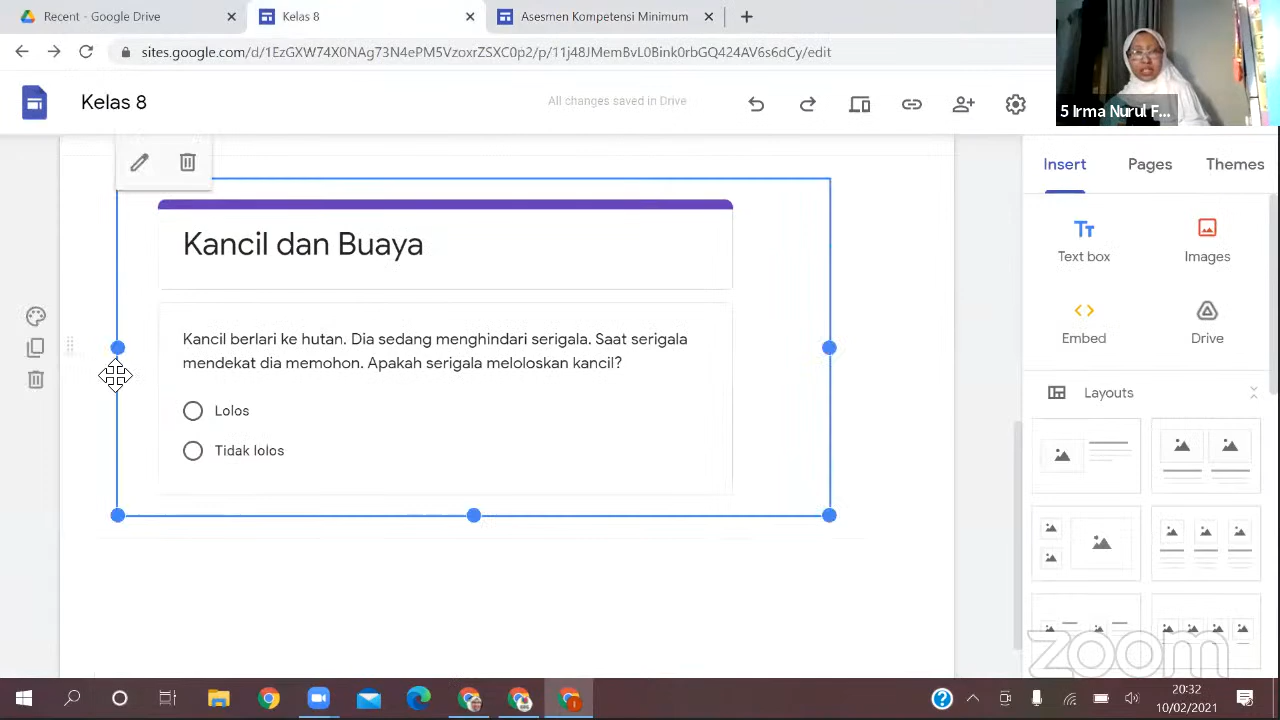 Recent - Google Drive
Kelas 8
Asesmen Kompetensi Minimum
sites.google.com/d/1EzGXW74X0NAg73N4ePM5VzoxrZSXC0p2/p/11j48JMemBvL0Bink0rbGQ424AV6s6dCy/edit
5 Irma Nurul F...
Kelas 8
All changes saved in Drive
Insert
Pages
Themes
Text box
Images
Embed
Drive
Layouts
Kancil dan Buaya
Kancil berlari ke hutan. Dia sedang menghindari serigala. Saat serigala
mendekat dia memohon. Apakah serigala meloloskan kancil?
Lolos
Tidak lolos
zoom
20:32
10/02/2021